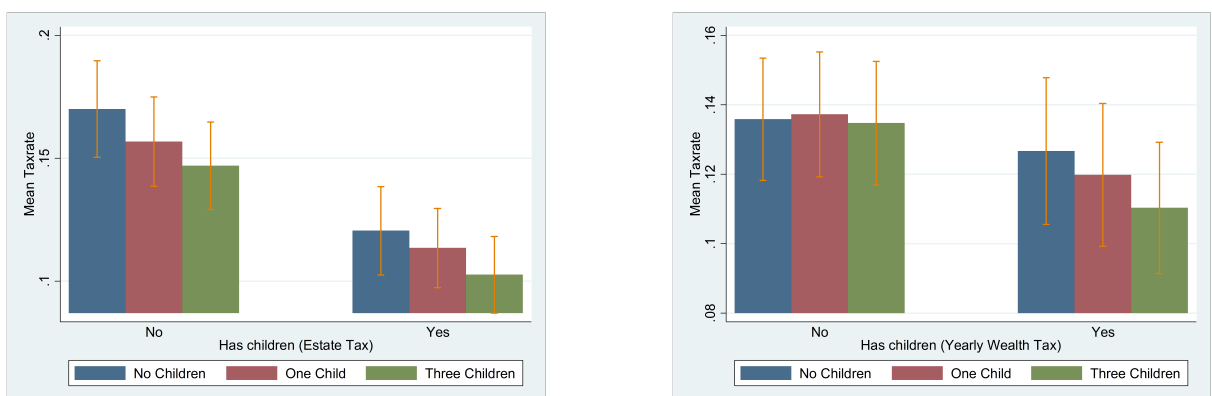 Mean Taxrate
.2
.15
.1
No
Yes
Has children (Estate Tax)
No Children
One Child
Three Children
Mean Taxrate
.16
.14
.12
.1
.08
No
Yes
Has children (Yearly Wealth Tax)
No Children
One Child
Three Children